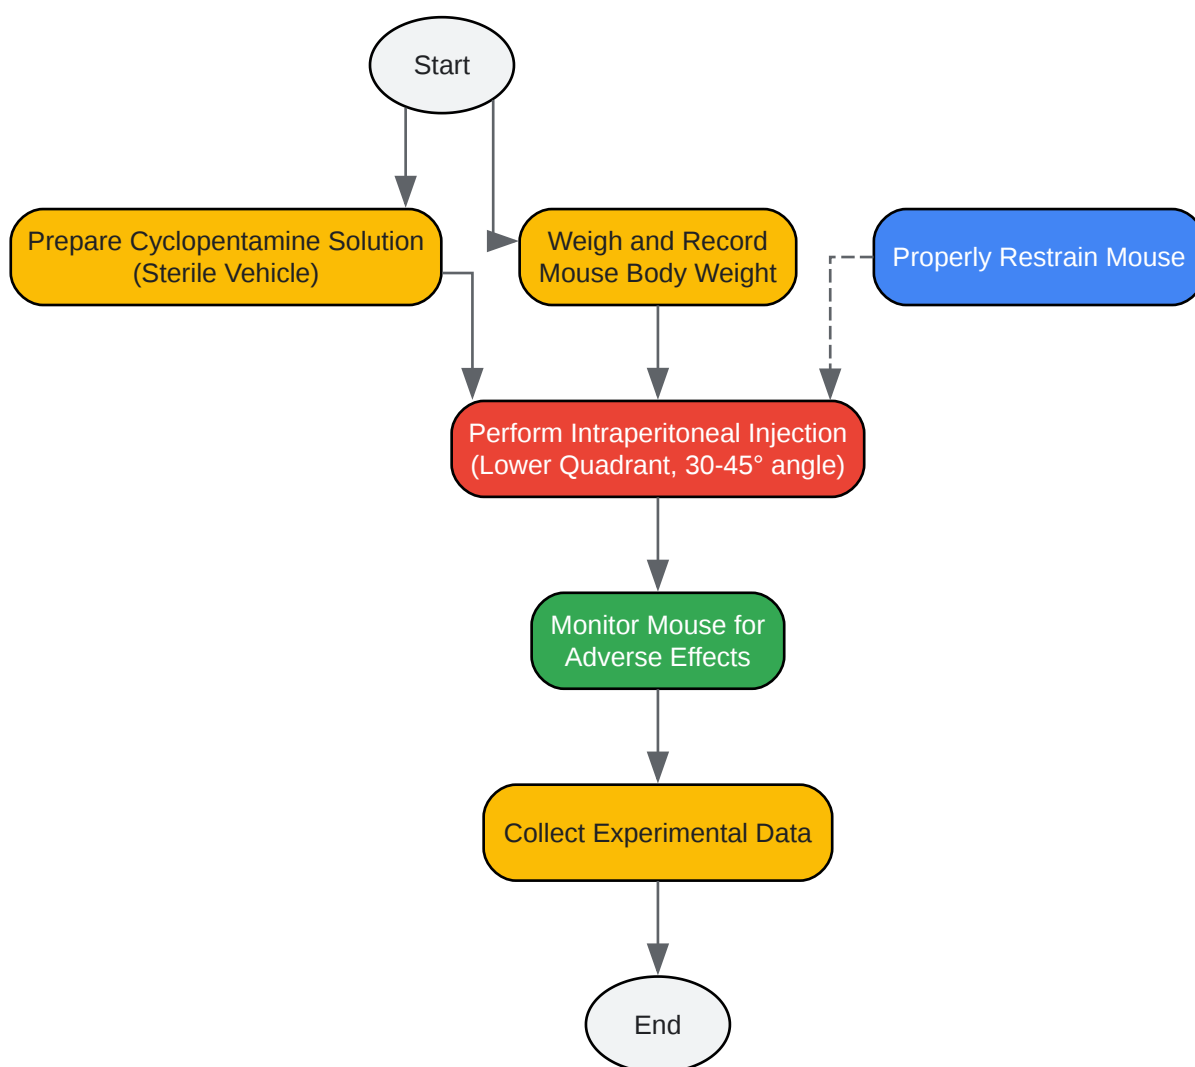 Start
Prepare Cyclopentamine Solution
(Sterile Vehicle)
Weigh and Record
Mouse Body Weight
Properly Restrain Mouse
Perform Intraperitoneal Injection
(Lower Quadrant, 30-45° angle)
Monitor Mouse for
Adverse Effects
Collect Experimental Data
End